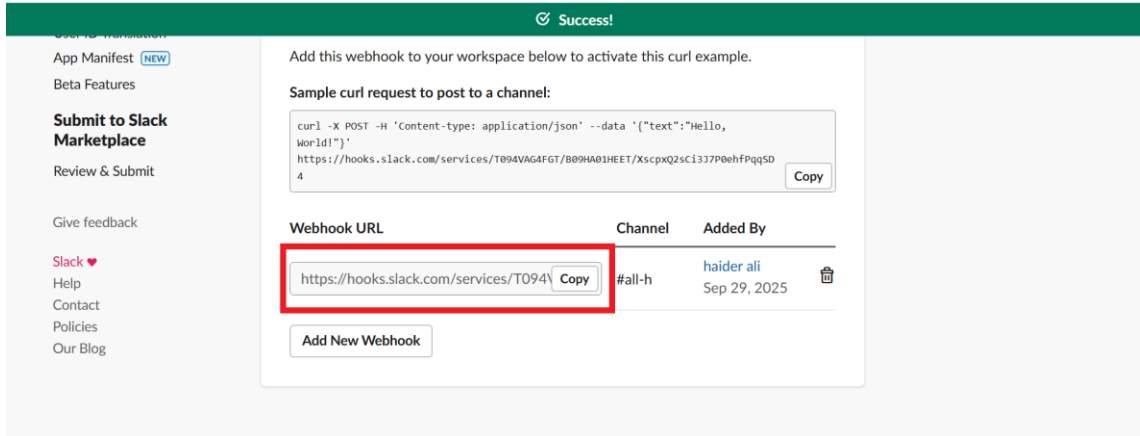 Success!
App Manifest NEW
Beta Features
Submit to Slack
Marketplace
Review & Submit
Give feedback
Slack
Help
Contact
Policies
Our Blog
Add this webhook to your workspace below to activate this curl example.
Sample curl request to post to a channel:
curl -X POST -H 'Content-type: application/json' --data '{"text":"Hello,
World!"}'
https://hooks.slack.com/services/T094VAG4FGT/B09HA01HEET/XscpxQ2sCi3J7P0ehfPqqSD
4
Copy
Webhook URL Channel Added By
https://hooks.slack.com/services/T094V Copy #all-h haider ali
Sep 29, 2025
Add New Webhook